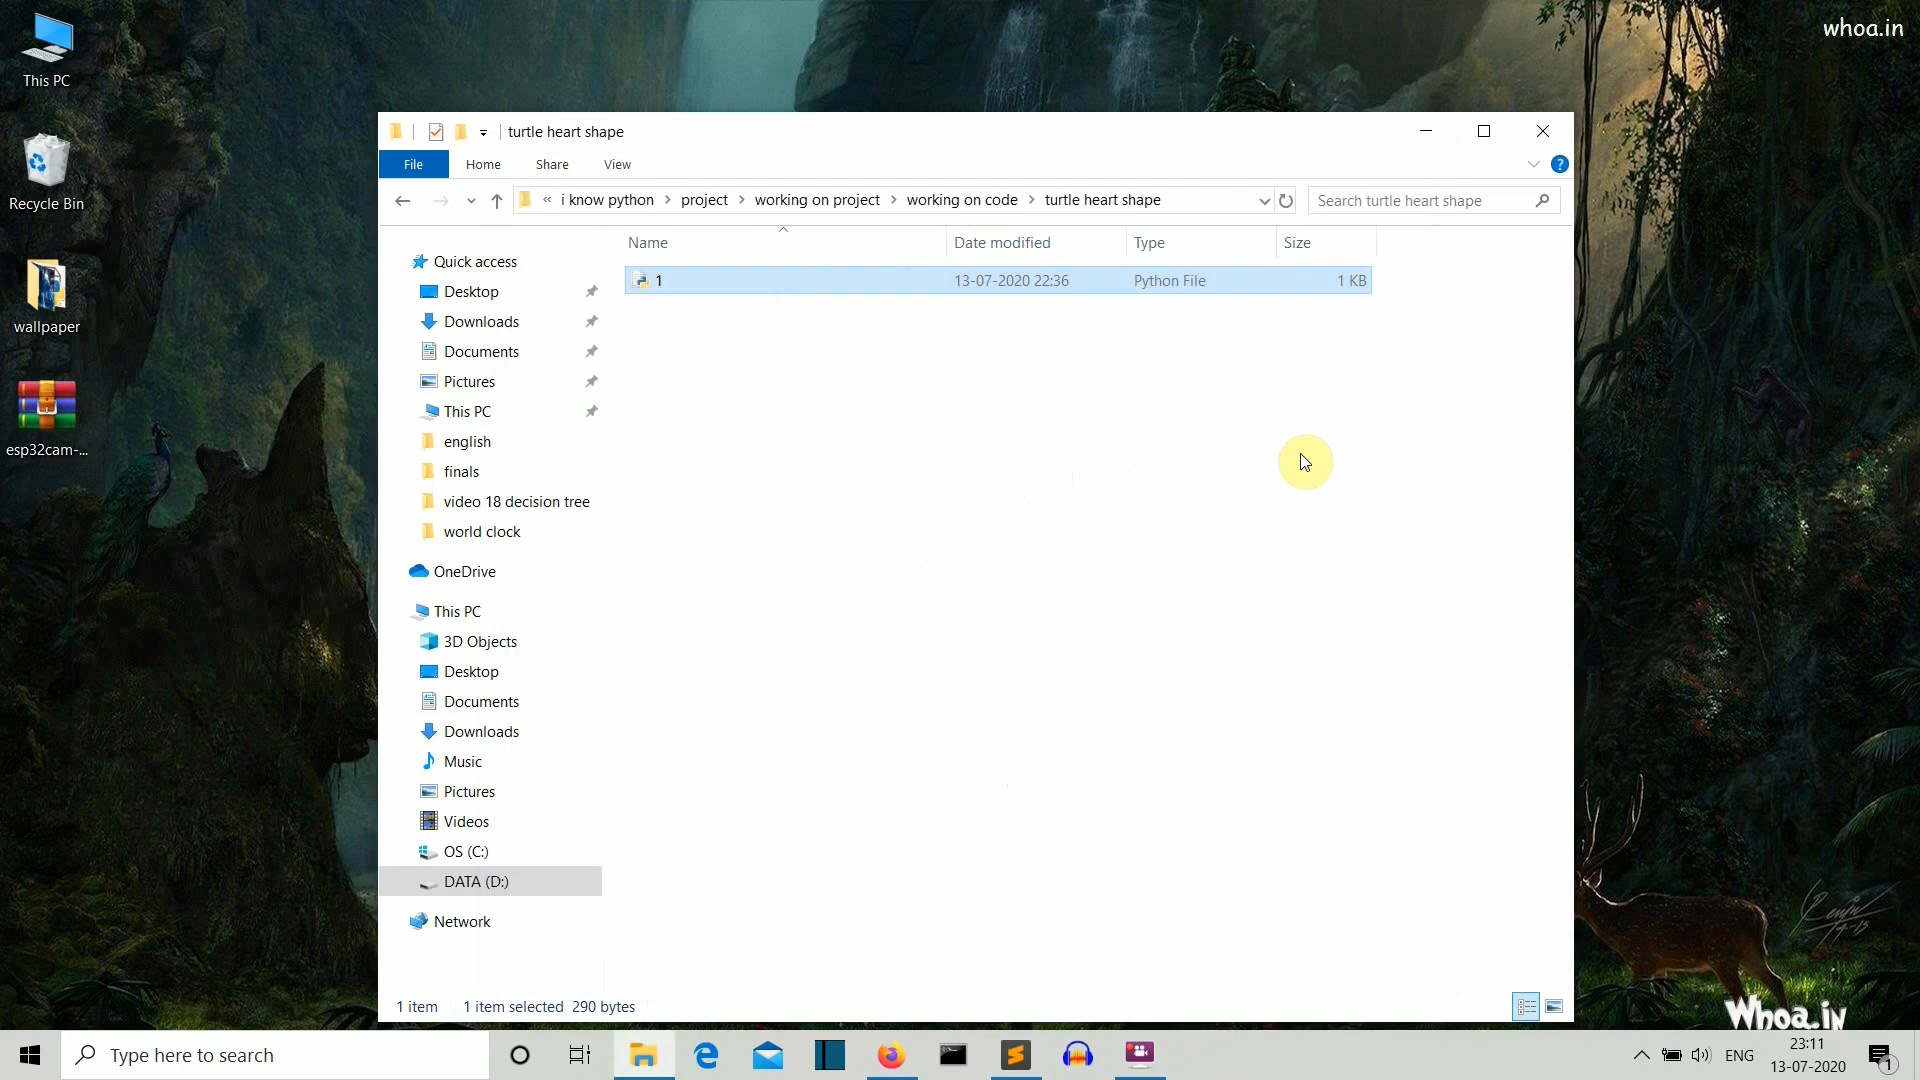 whoa.in
This PC
Recycle Bin
wallpaper
esp32cam-...
turtle heart shape
File Home Share View
?
« i know python > project > working on project > working on code > turtle heart shape
Search turtle heart shape
Name Date modified Type Size
1 13-07-2020 22:36 Python File 1 KB
Quick access
Desktop
Downloads
Documents
Pictures
This PC
english
finals
video 18 decision tree
world clock
OneDrive
This PC
3D Objects
Desktop
Documents
Downloads
Music
Pictures
Videos
OS (C:)
DATA (D:)
Network
1 item 1 item selected 290 bytes
Whoa.in
Type here to search
ENG
23:11
13-07-2020
1